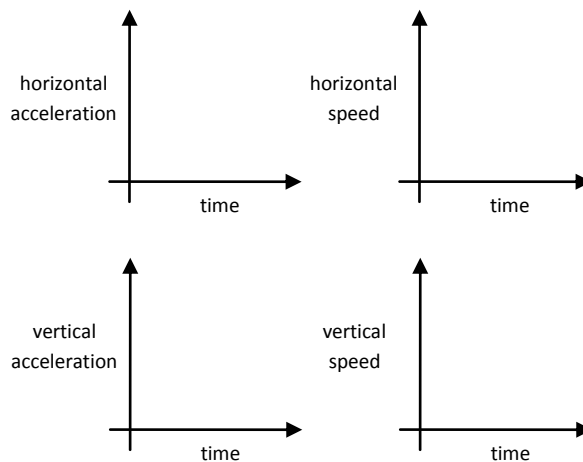 horizontal
acceleration
time
horizontal
speed
time
vertical
acceleration
time
vertical
speed
time